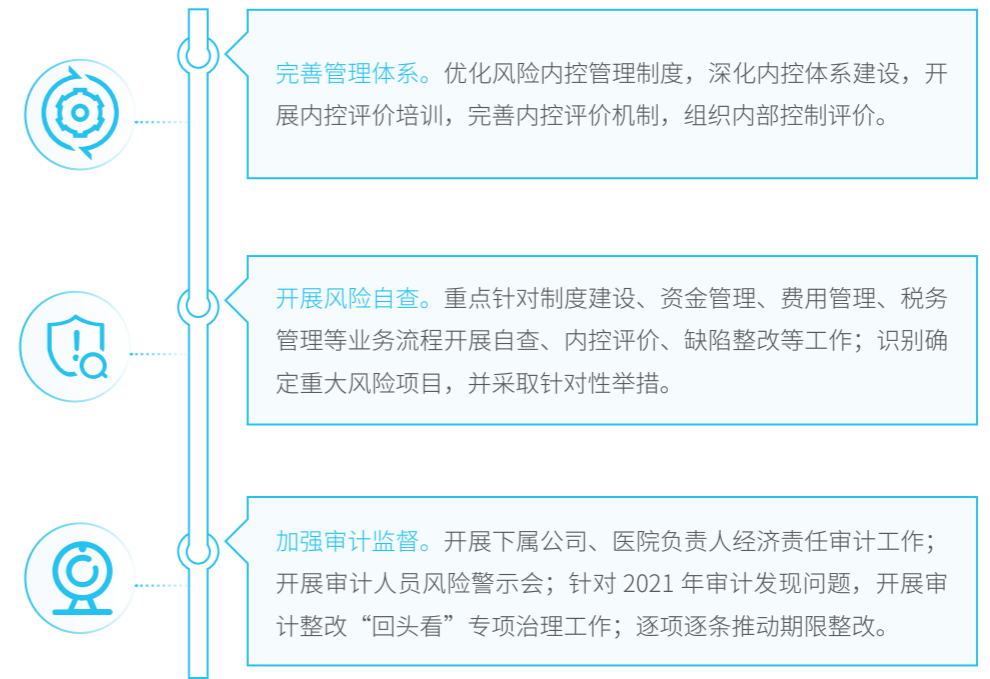 完善管理体系。优化风险内控管理制度，深化内控体系建设，开
展内控评价培训，完善内控评价机制，组织内部控制评价。
开展风险自查。重点针对制度建设、资金管理、费用管理、税务
管理等业务流程开展自查、内控评价、缺陷整改等工作；识别确
定重大风险项目，并采取针对性举措。
加强审计监督。开展下属公司、医院负责人经济责任审计工作；
开展审计人员风险警示会；针对 2021 年审计发现问题，开展审
计整改“回头看”专项治理工作；逐项逐条推动期限整改。